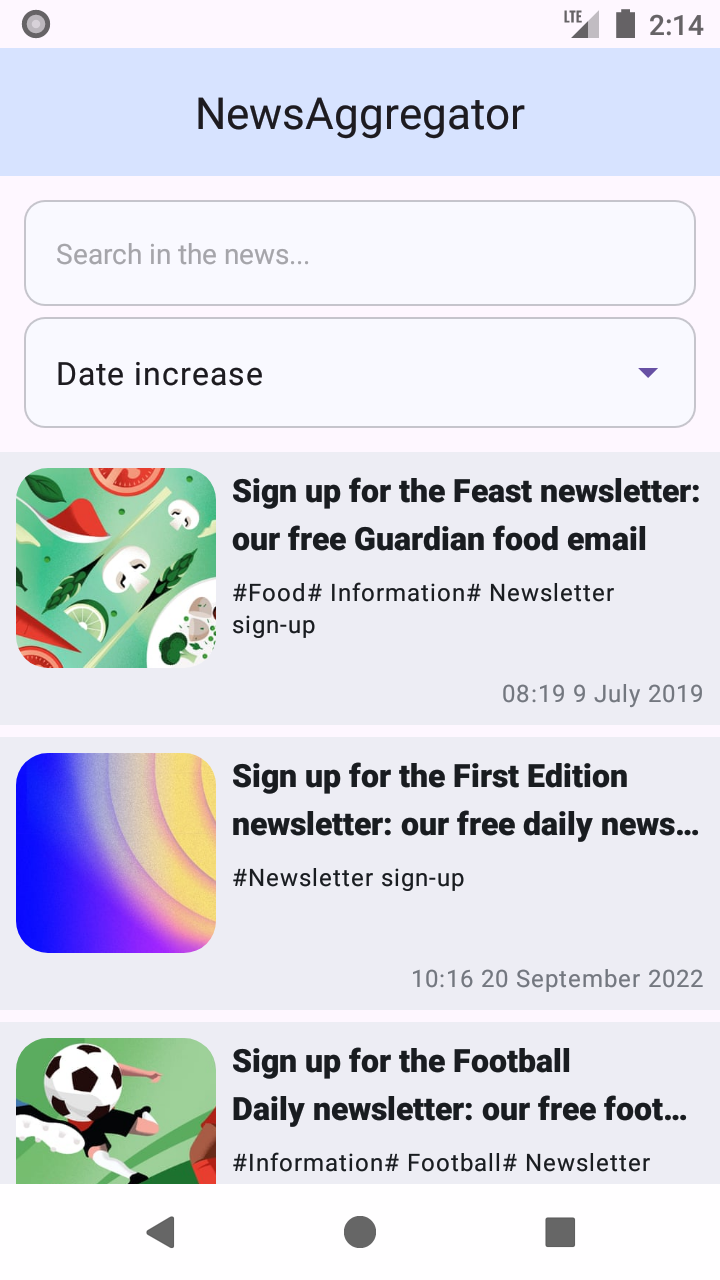 LTE 2:14
NewsAggregator
Search in the news...
Date increase
Sign up for the Feast newsletter:
our free Guardian food email
#Food# Information# Newsletter
sign-up
08:19 9 July 2019
Sign up for the First Edition
newsletter: our free daily news…
#Newsletter sign-up
10:16 20 September 2022
Sign up for the Football
Daily newsletter: our free foot…
#Information# Football# Newsletter